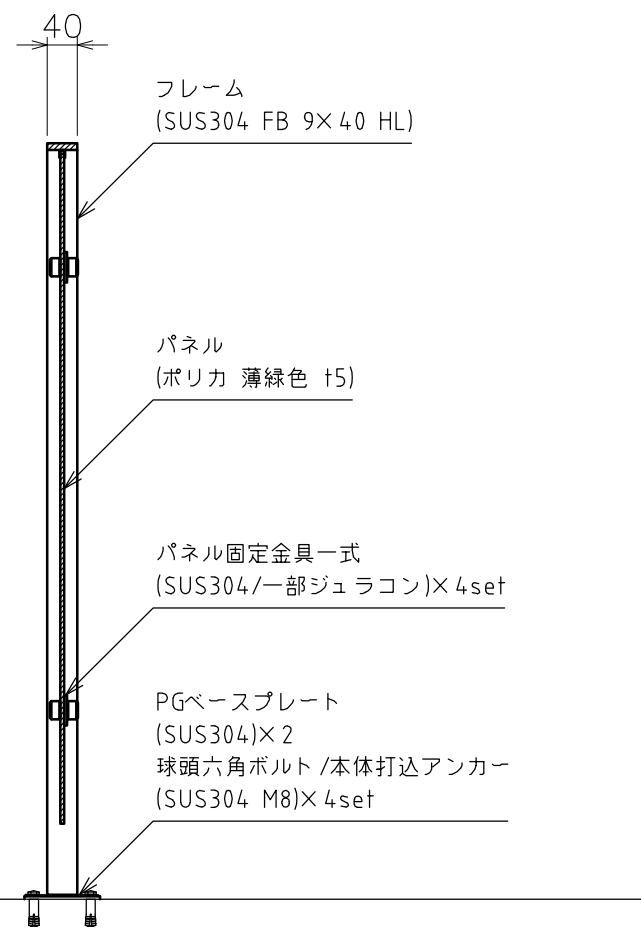 40
フレーム
(SUS304 FB 9×40 HL)
パネル
(ポリカ 薄緑色 t5)
パネル固定金具一式
(SUS304/一部ジュラコン)×4set
PGベースプレート
(SUS304)×2
球頭六角ボルト/本体打込アンカー
(SUS304 M8)×4set